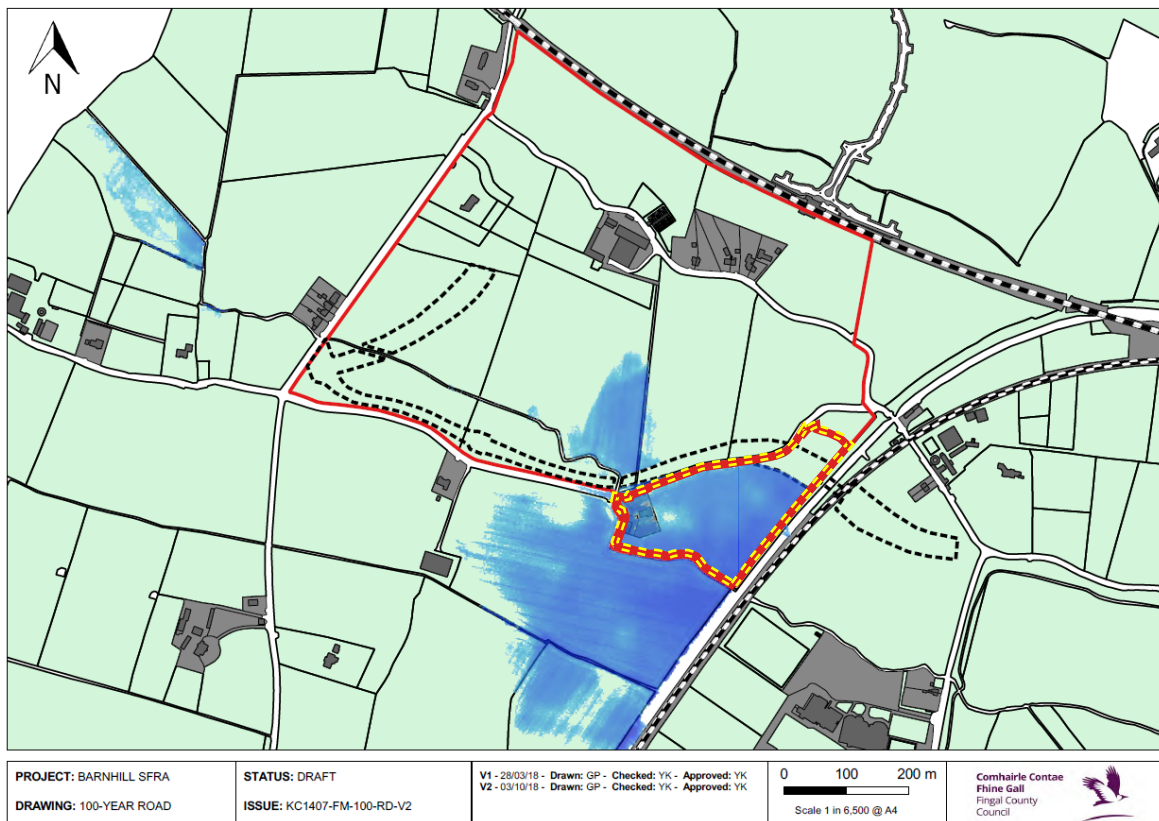 N
PROJECT: BARNHILL SFRA
DRAWING: 100-YEAR ROAD
STATUS: DRAFT
ISSUE: KC1407-FM-100-RD-V2
V1 - 28/03/18 - Drawn: GP - Checked: YK - Approved: YK
V2 - 03/10/18 - Drawn: GP - Checked: YK - Approved: YK
0 100 200 m
Scale 1 in 6,500 @ A4
Comhairle Contae
Fhine Gall
Fingal County
Council